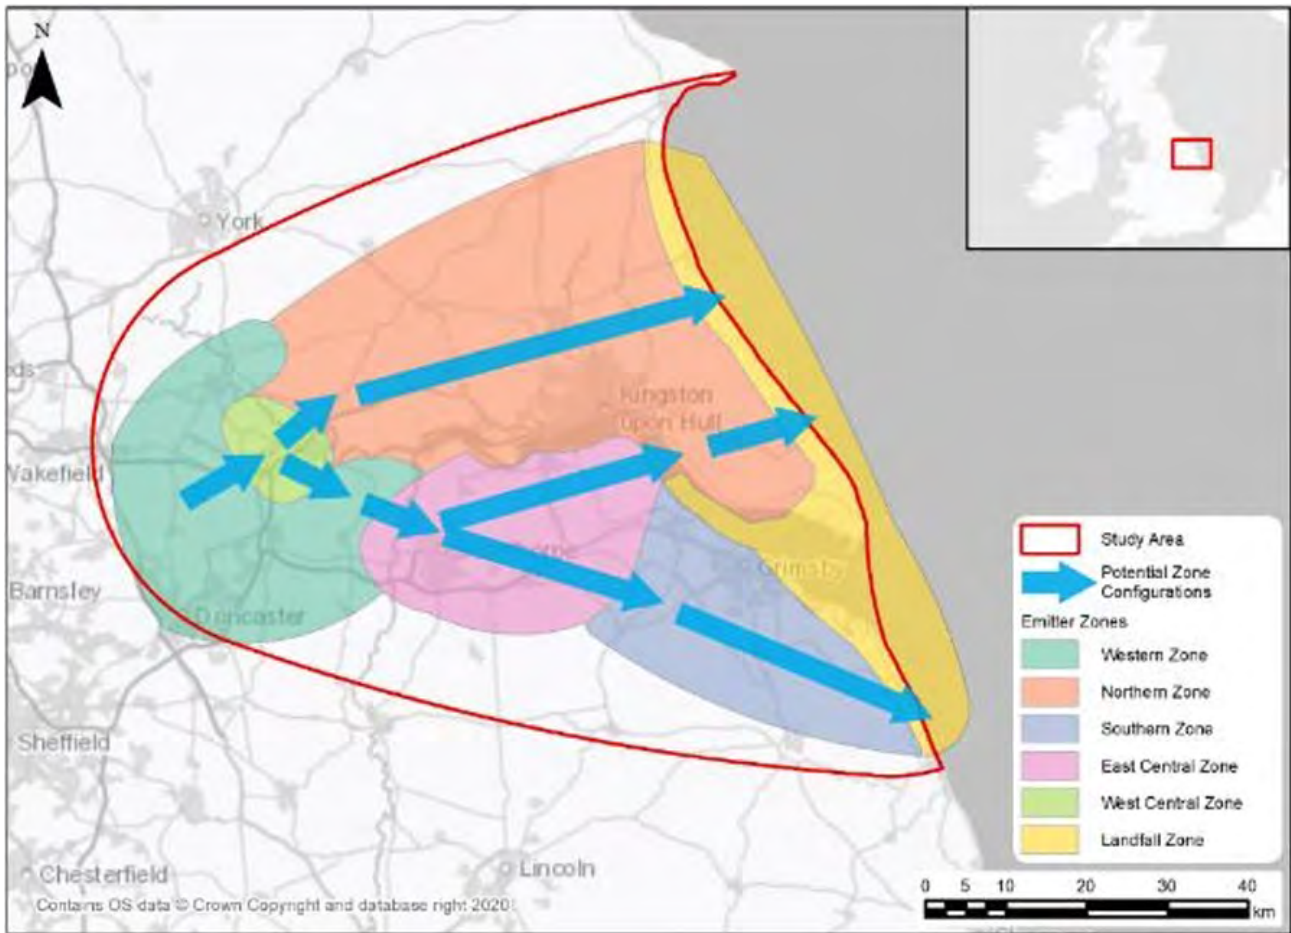 N
York
Kingston
upon Hull
Wakefield
Grimsby
Barnsley
Doncaster
Sheffield
Lincoln
Chesterfield
Contains OS data © Crown Copyright and database right 2020
Study Area
Potential Zone
Configurations
Emitter Zones
Western Zone
Northern Zone
Southern Zone
East Central Zone
West Central Zone
Landfall Zone
0 5 10 20 30 40
km